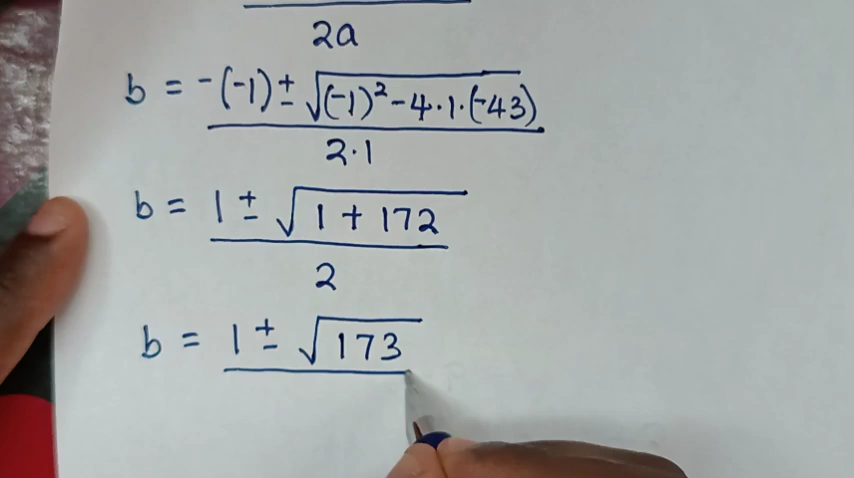 2a
b = -(-1) ± √(-1)² - 4·1·(-43)
2·1
b = 1 ± √1 + 172
2
b = 1 ± √173